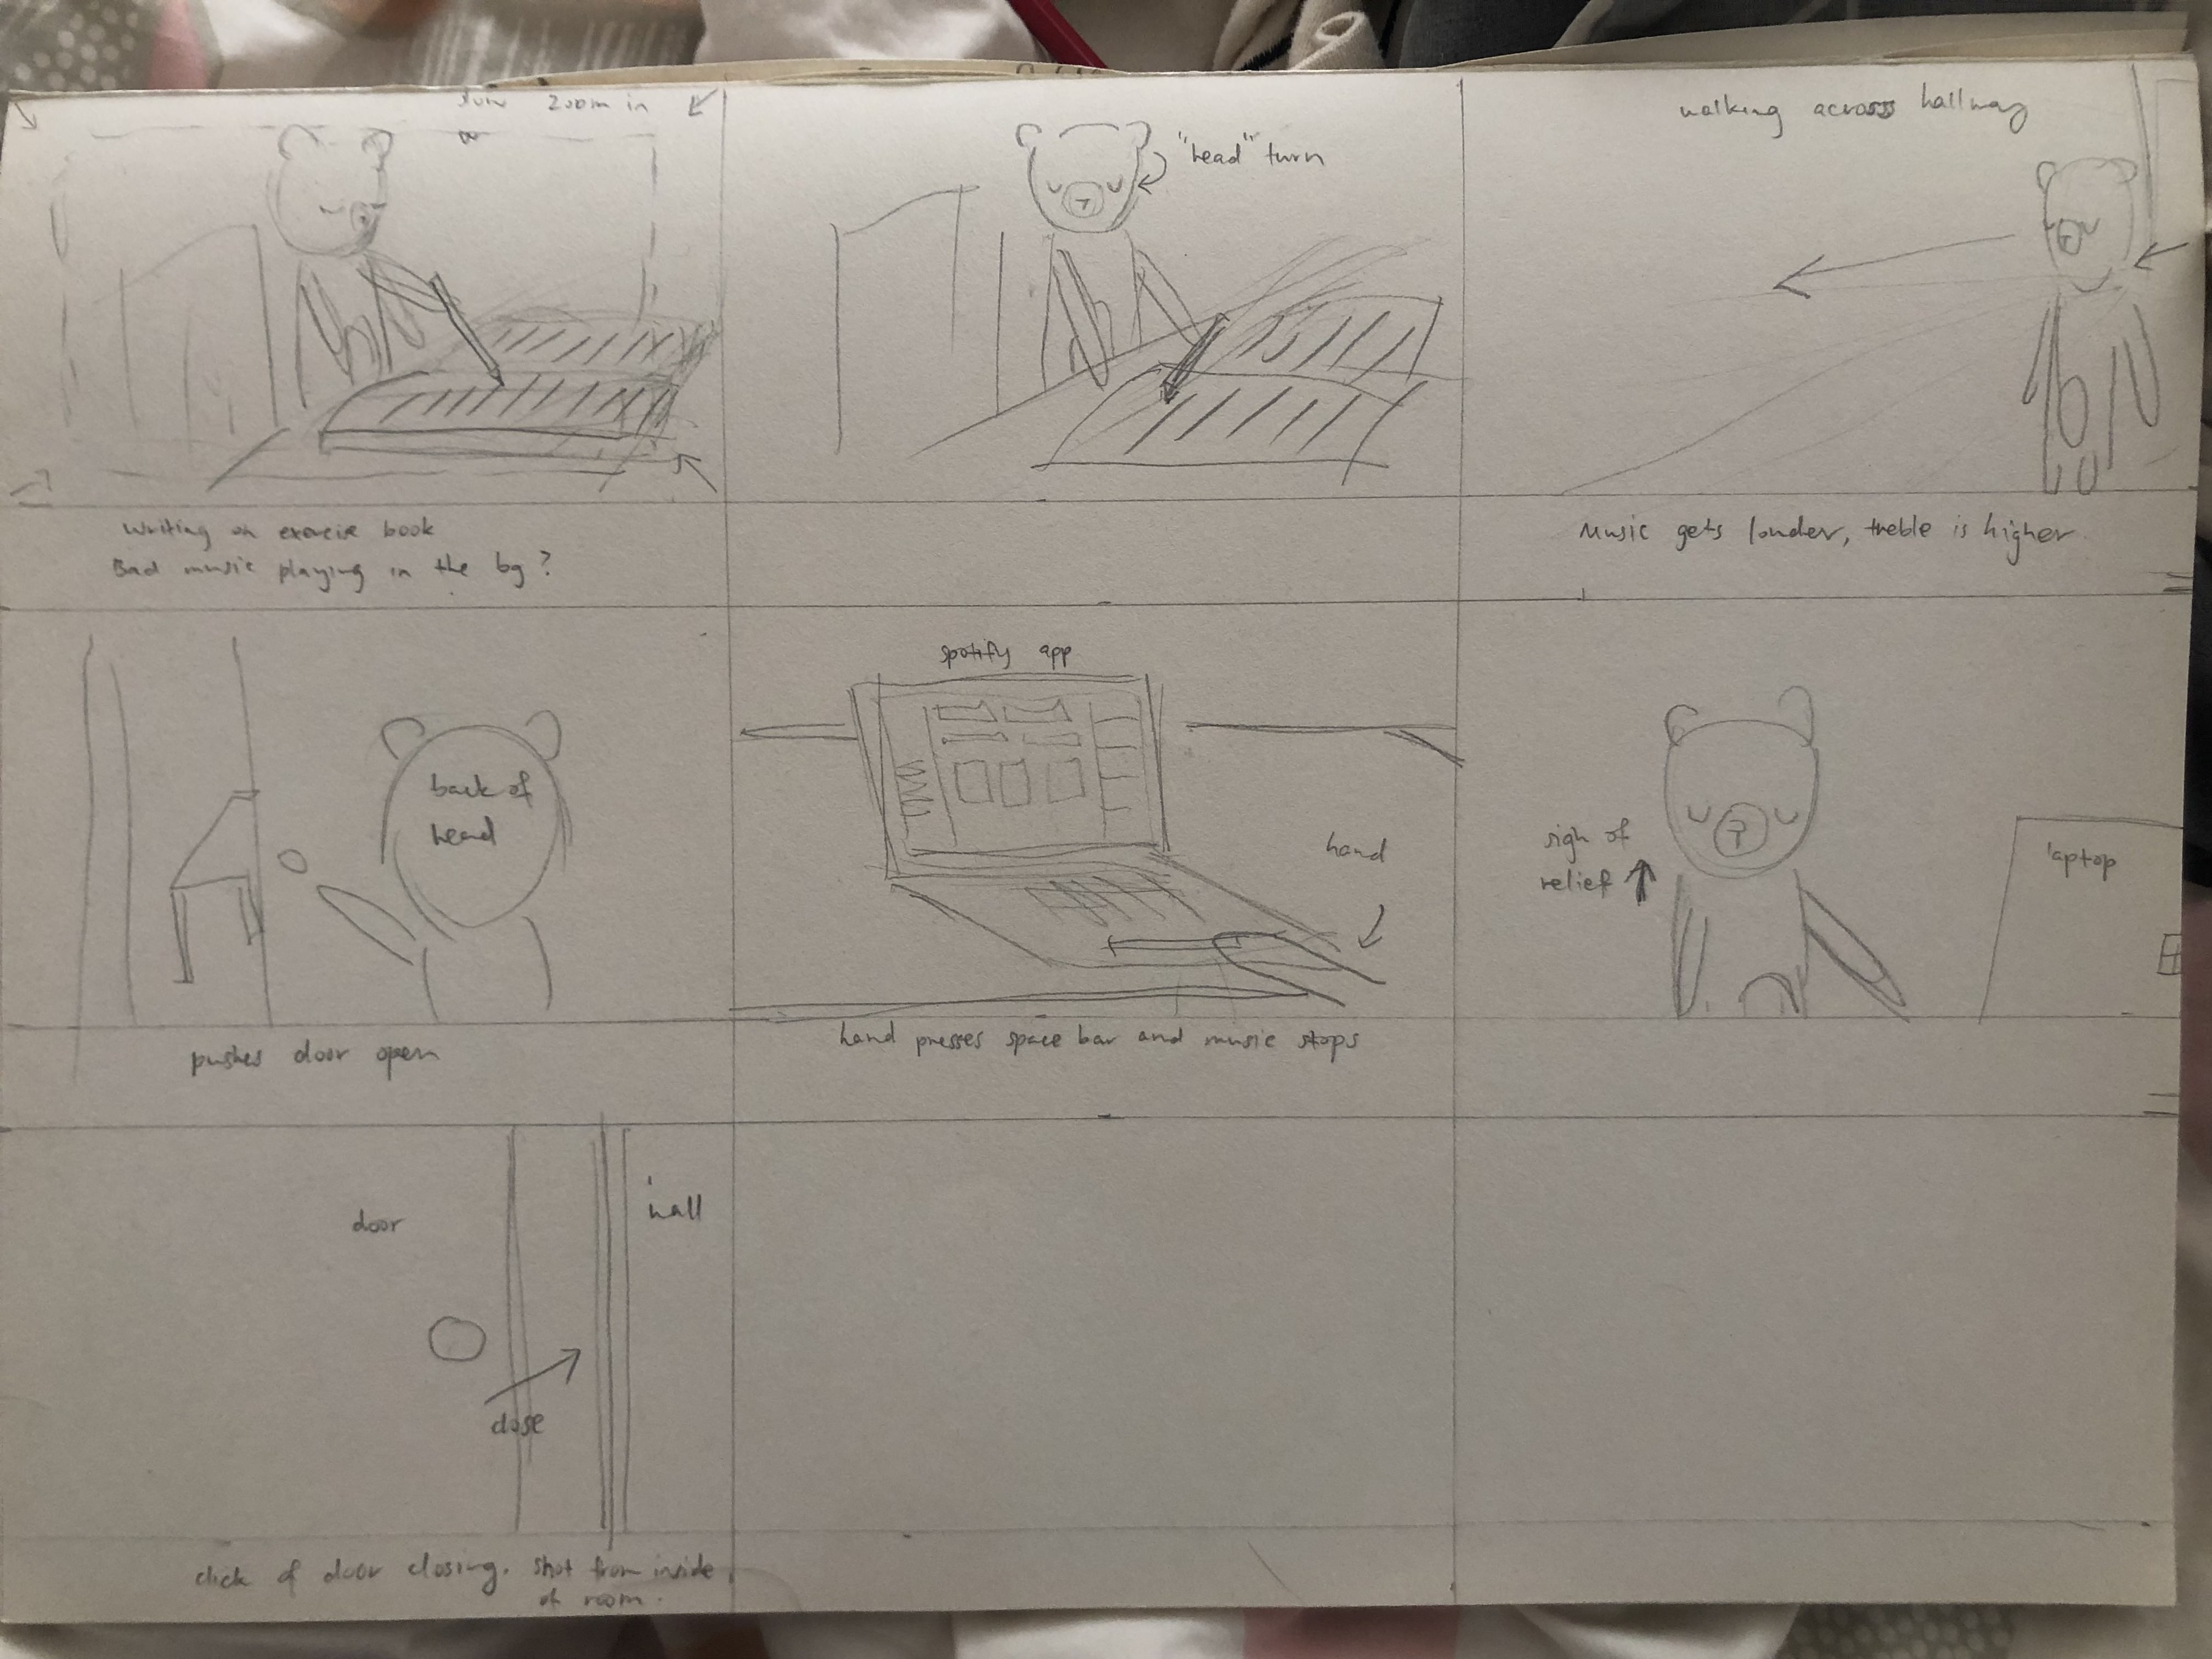 slow zoom in
"head" turn
walking across hallway
Writing on exercise book
Bad music playing in the bg?
Music gets louder, treble is higher.
back of
head
spotify app
hand
sigh of
relief
laptop
pushes door open
hand presses space bar and music stops
door
wall
close
click of door closing. Shot from inside
of room.